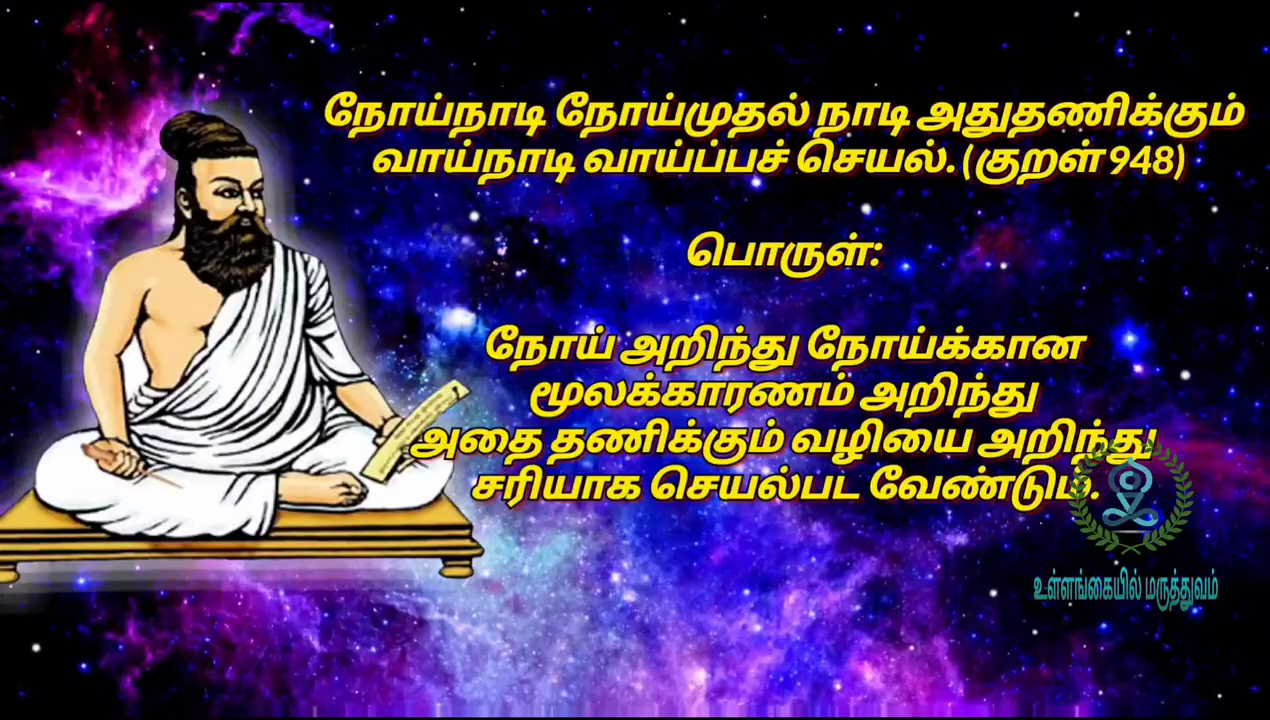 நோய்நாடி நோய்முதல் நாடி அதுதணிக்கும்
வாய்நாடி வாய்ப்பச் செயல். (குறள் 948)
பொருள்:
நோய் அறிந்து நோய்க்கான
மூலக்காரணம் அறிந்து
அதை தணிக்கும் வழியை அறிந்து
சரியாக செயல்பட வேண்டும்.
உள்ளங்கையில் மருத்துவம்